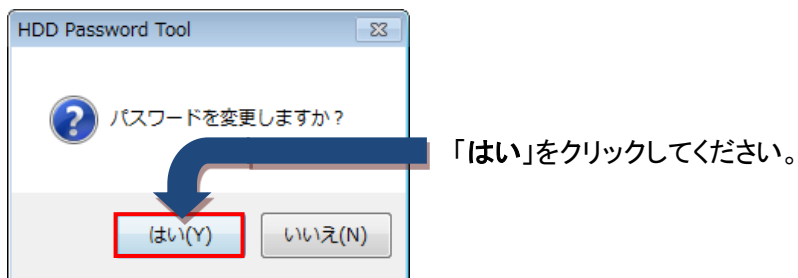 HDD Password Tool
パスワードを変更しますか？
「はい」をクリックしてください。
はい(Y)
いいえ(N)